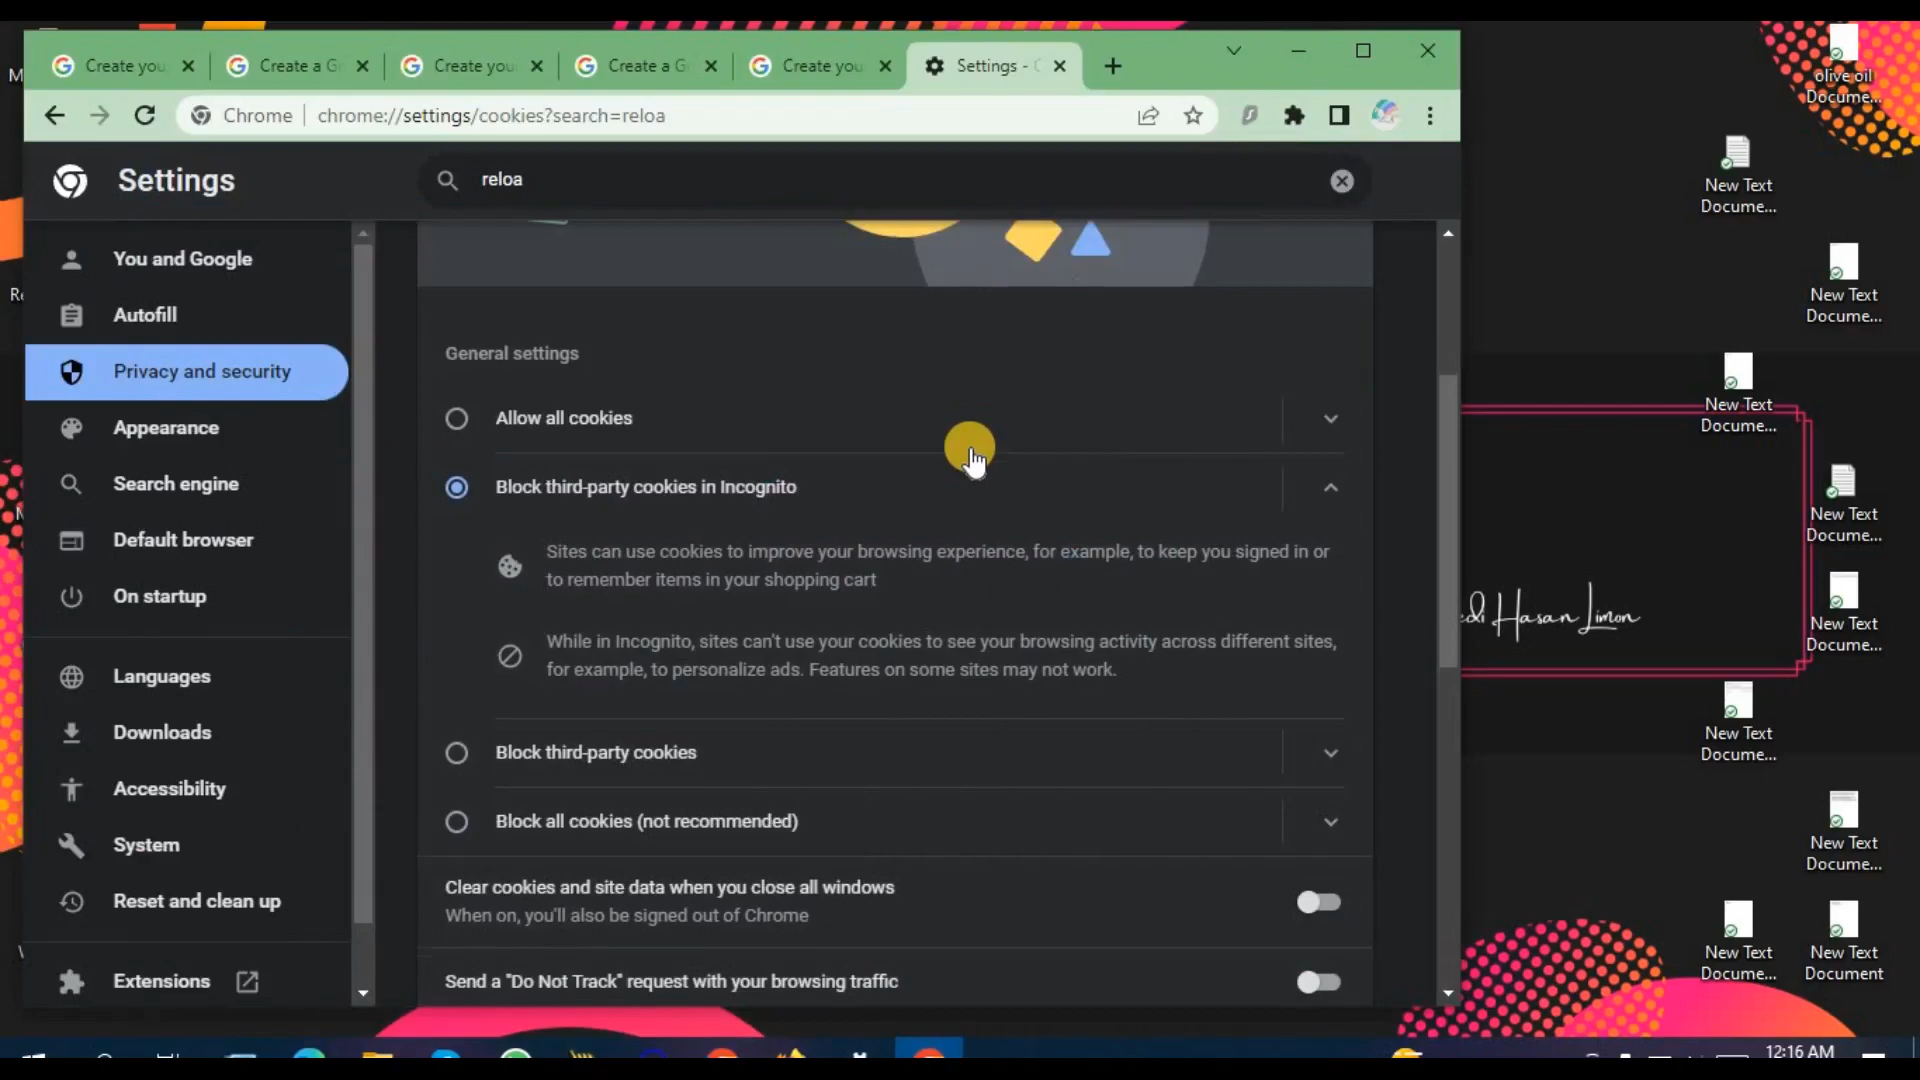 Create you
Create a G
Create you
Create a G
Create you
Settings - C
Chrome
chrome://settings/cookies?search=reloa
Settings
reloa
You and Google
Autofill
Privacy and security
Appearance
Search engine
Default browser
On startup
Languages
Downloads
Accessibility
System
Reset and clean up
Extensions
General settings
Allow all cookies
Block third-party cookies in Incognito
Sites can use cookies to improve your browsing experience, for example, to keep you signed in or
to remember items in your shopping cart
While in Incognito, sites can't use your cookies to see your browsing activity across different sites,
for example, to personalize ads. Features on some sites may not work.
Block third-party cookies
Block all cookies (not recommended)
Clear cookies and site data when you close all windows
When on, you'll also be signed out of Chrome
Send a "Do Not Track" request with your browsing traffic
olive oil
Docume...
New Text
Docume...
New Text
Docume...
New Text
Docume...
New Text
Docume...
New Text
Docume...
New Text
Docume...
New Text
Docume...
New Text
Docume...
New Text
Document
edi Hasan Limon
12:16 AM